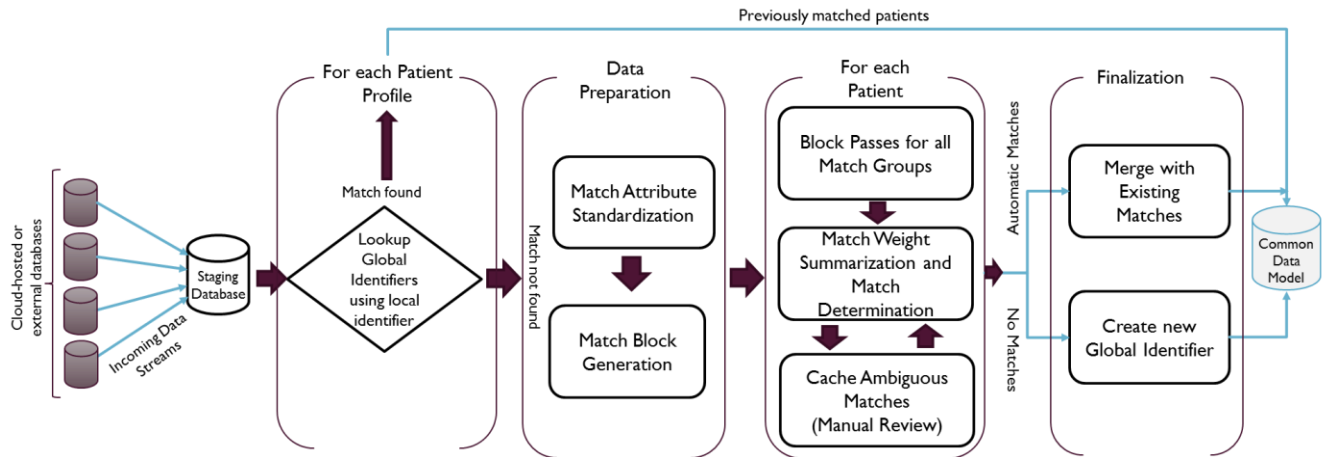 Previously matched patients
For each Patient
Profile
Data
Preparation
For each
Patient
Finalization
Cloud-hosted or
external databases
Incoming Data
Streams
Staging
Database
Match found
Lookup
Global
Identifiers
using local
identifier
Match not found
Match Attribute
Standardization
Match Block
Generation
Block Passes for all
Match Groups
Match Weight
Summarization and
Match
Determination
Cache Ambiguous
Matches
(Manual Review)
Automatic Matches
No Matches
Merge with
Existing
Matches
Create new
Global Identifier
Common
Data
Model